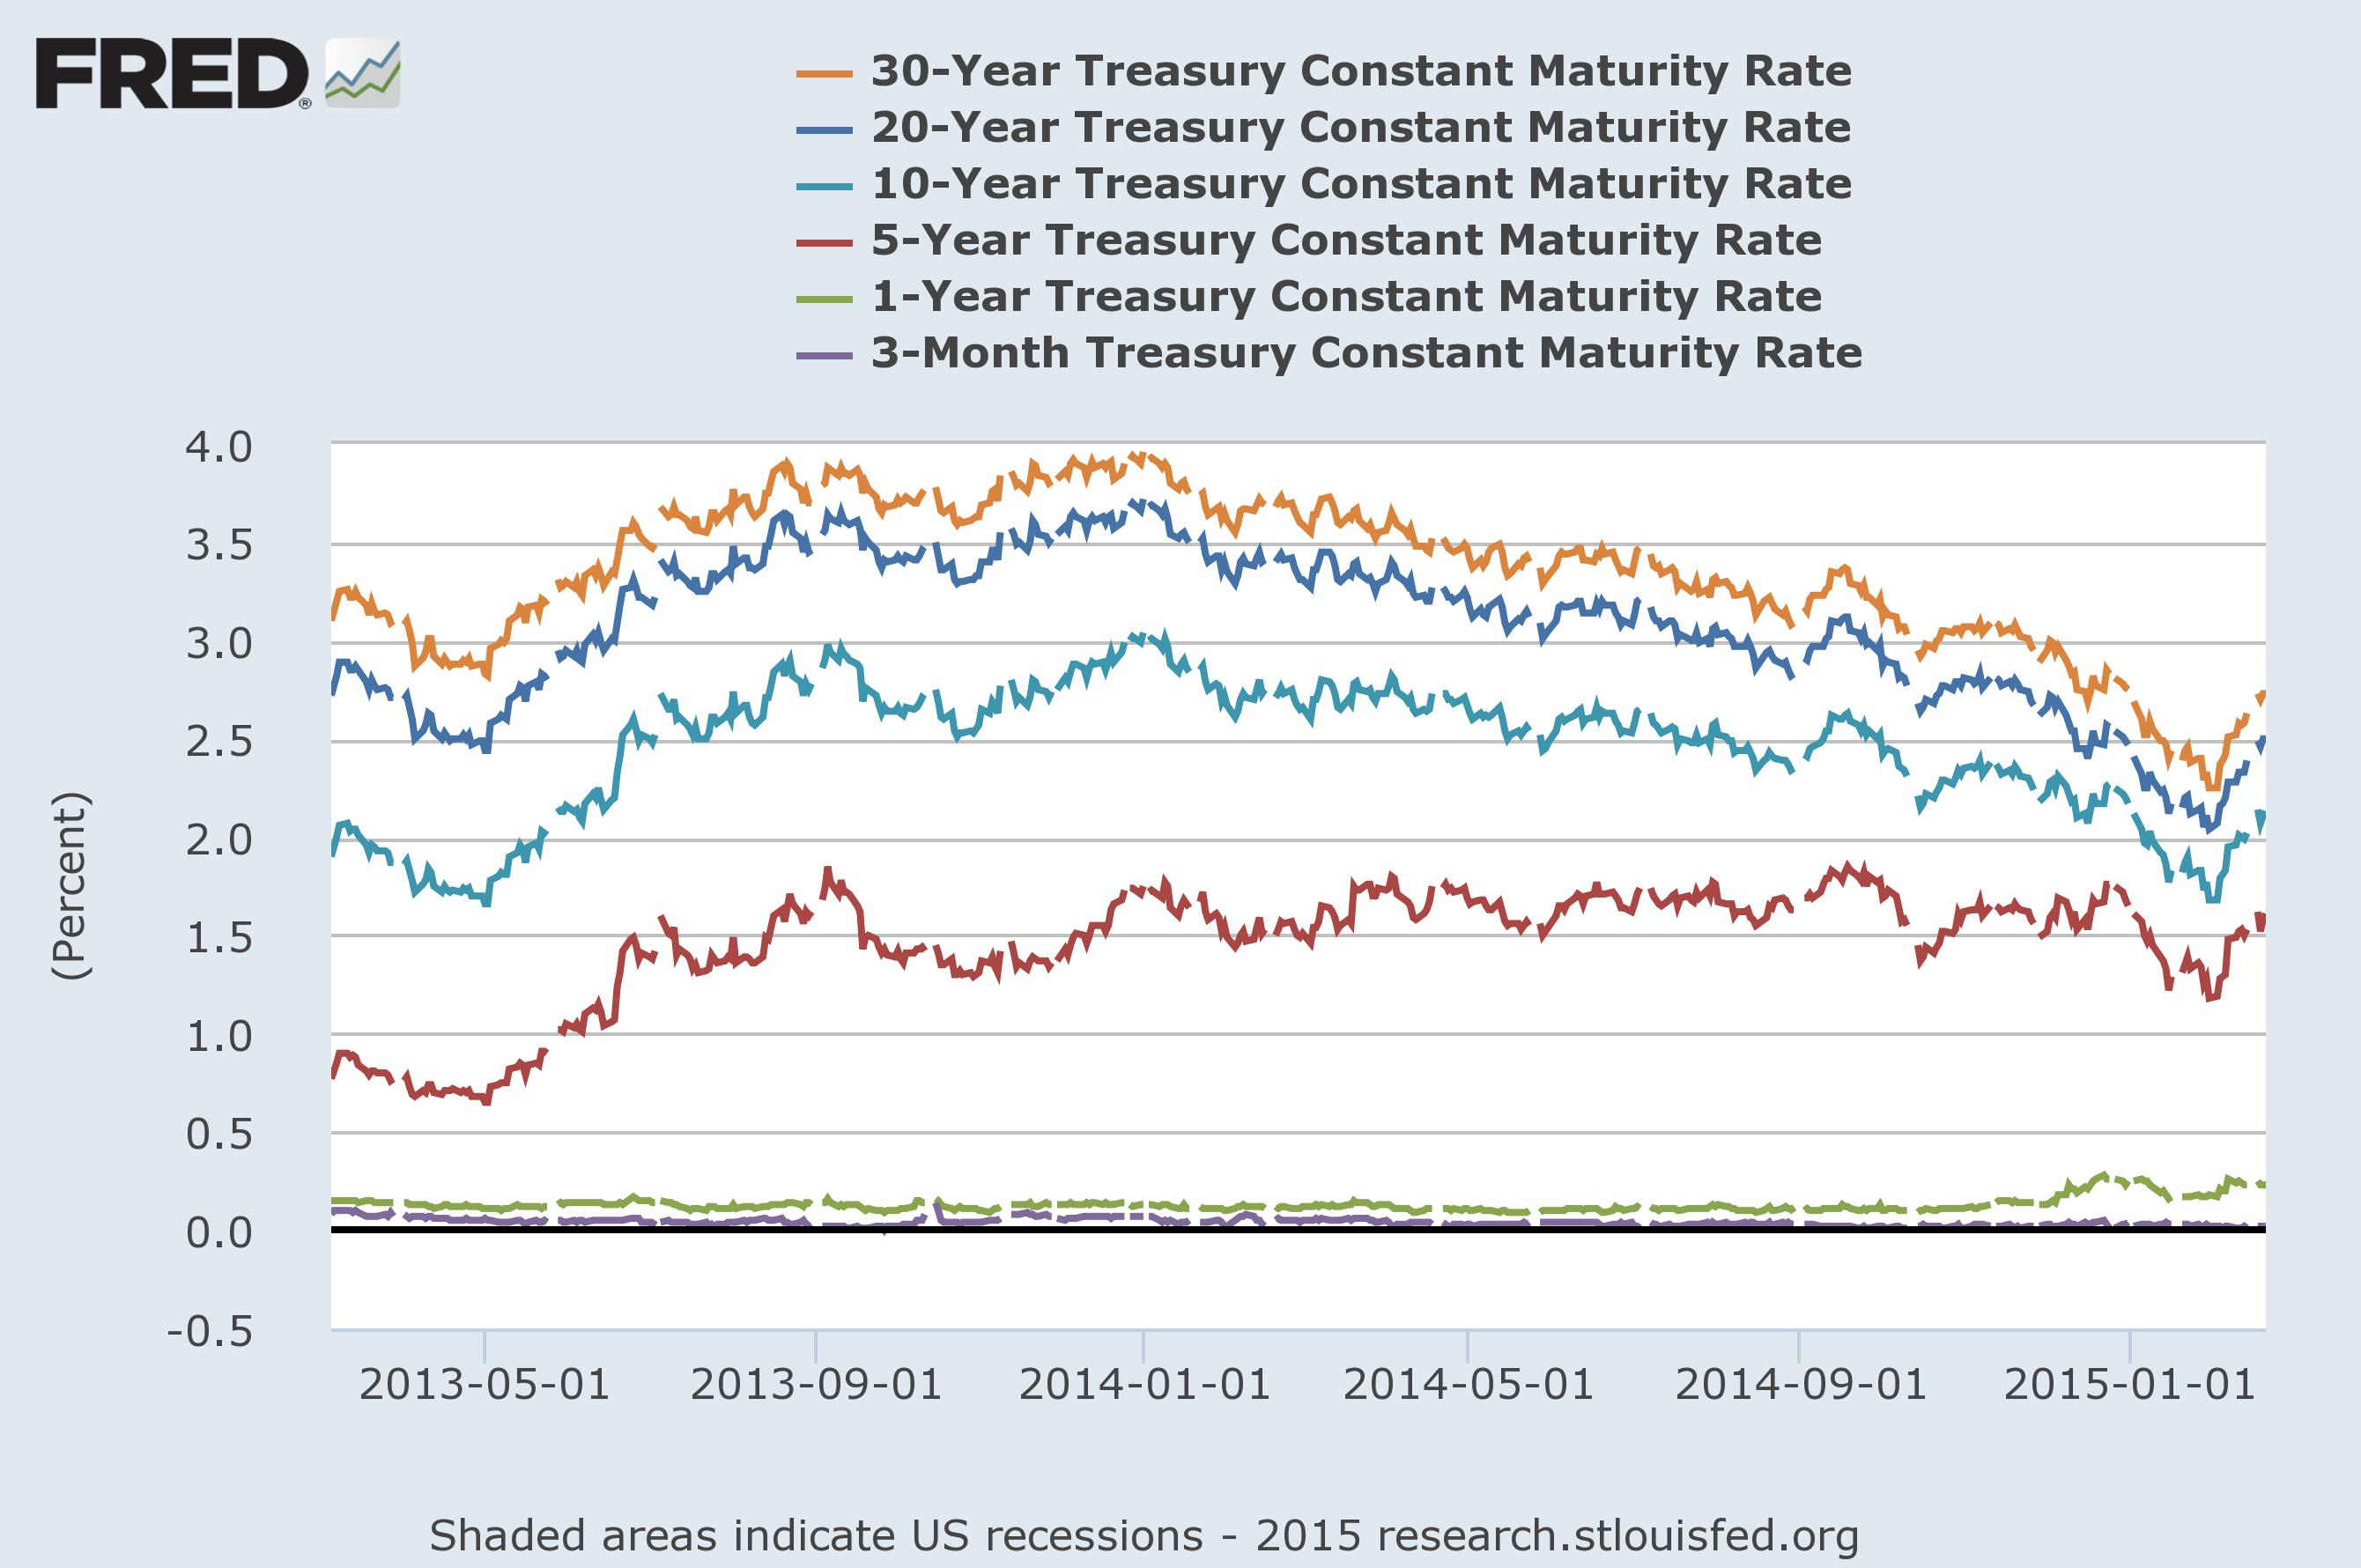 FRED®
30-Year Treasury Constant Maturity Rate
20-Year Treasury Constant Maturity Rate
10-Year Treasury Constant Maturity Rate
5-Year Treasury Constant Maturity Rate
1-Year Treasury Constant Maturity Rate
3-Month Treasury Constant Maturity Rate
(Percent)
4.0
3.5
3.0
2.5
2.0
1.5
1.0
0.5
0.0
-0.5
2013-05-01 2013-09-01 2014-01-01 2014-05-01 2014-09-01 2015-01-01
Shaded areas indicate US recessions - 2015 research.stlouisfed.org